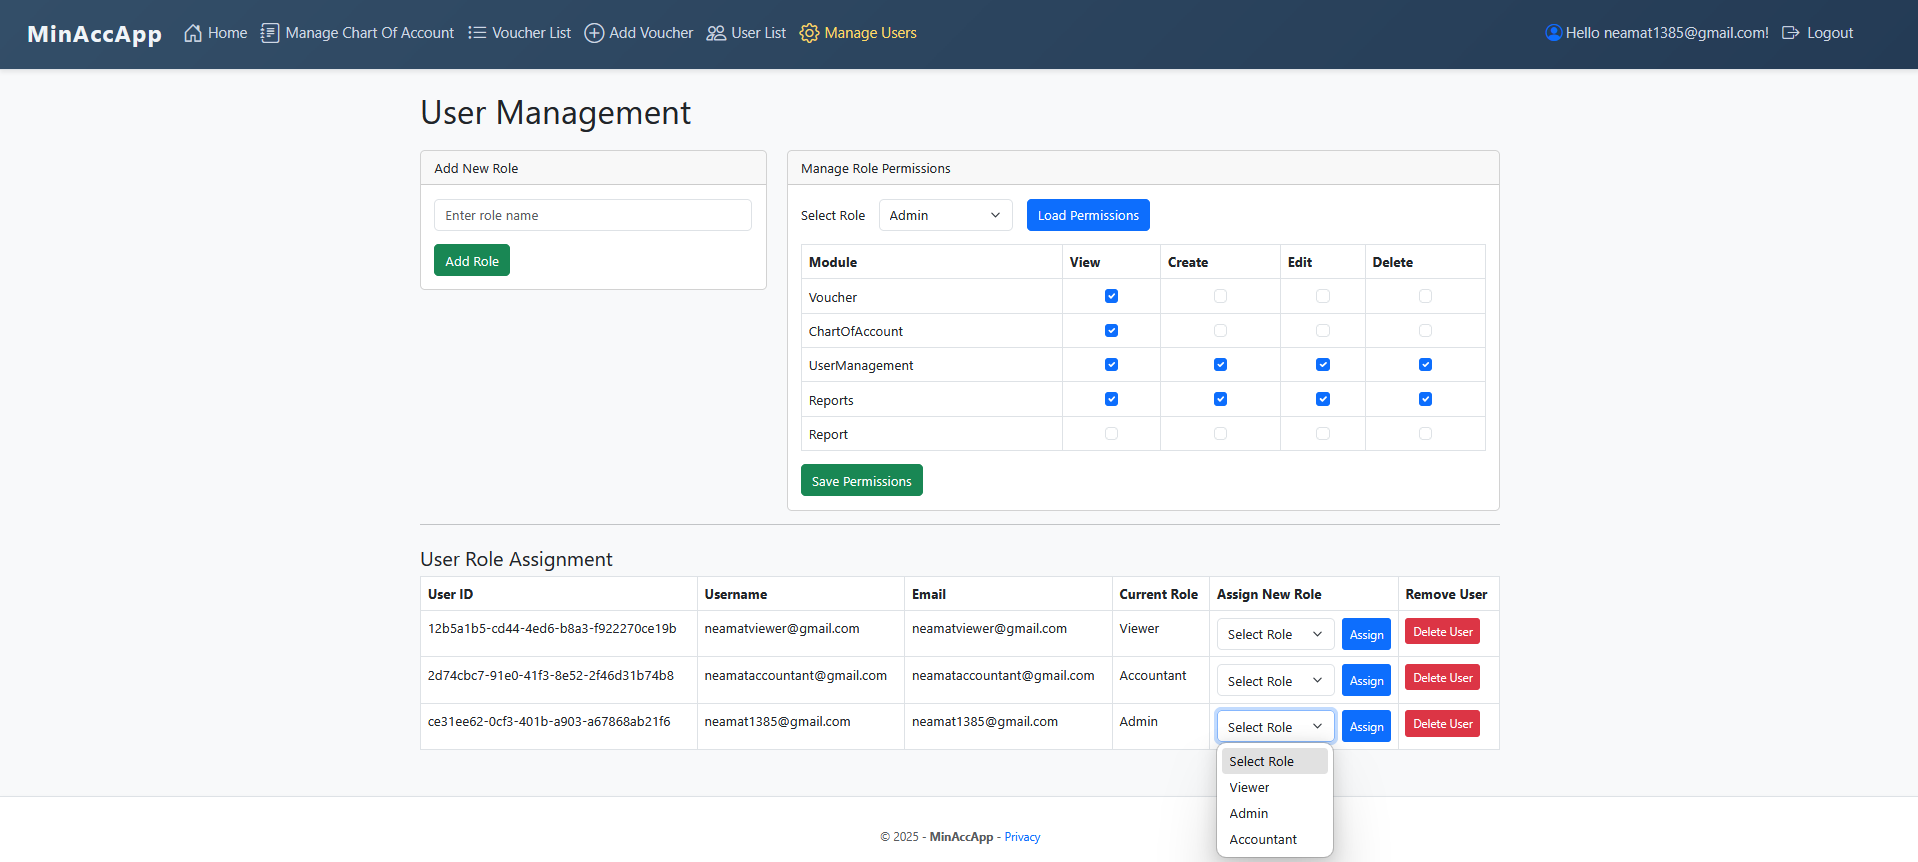 MinAccApp Home Manage Chart Of Account Voucher List Add Voucher User List Manage Users Hello neamat1385@gmail.com! Logout
User Management
Add New Role
Enter role name
Add Role
Manage Role Permissions
Select Role Admin Load Permissions
Module View Create Edit Delete
Voucher
ChartOfAccount
UserManagement
Reports
Report
Save Permissions
User Role Assignment
User ID Username Email Current Role Assign New Role Remove User
12b5a1b5-cd44-4ed6-b8a3-f922270ce19b neamatviewer@gmail.com neamatviewer@gmail.com Viewer Select Role Assign Delete User
2d74cbc7-91e0-41f3-8e52-2f46d31b74b8 neamataccountant@gmail.com neamataccountant@gmail.com Accountant Select Role Assign Delete User
ce31ee62-0cf3-401b-a903-a67868ab21f6 neamat1385@gmail.com neamat1385@gmail.com Admin Select Role Assign Delete User
Select Role
Viewer
Admin
Accountant
© 2025 - MinAccApp - Privacy